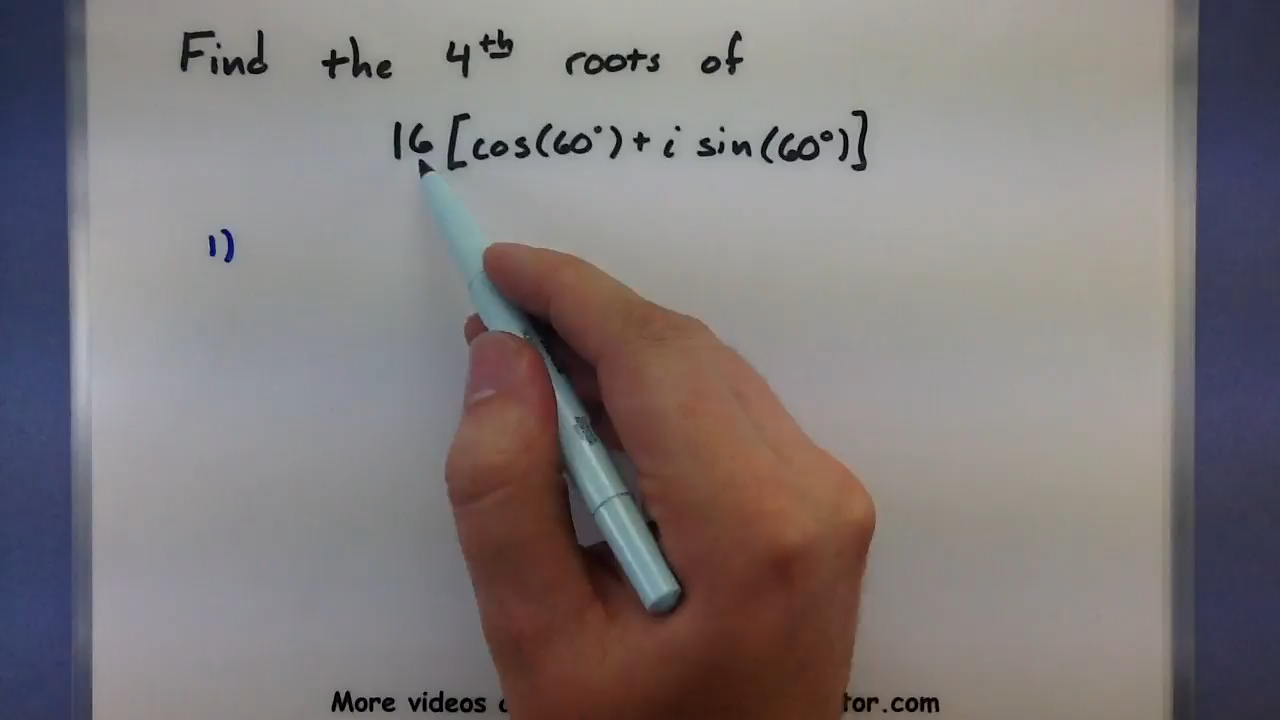 Find the 4th roots of
16 [cos(60°) + i sin(60°)]
1)
More videos tor.com